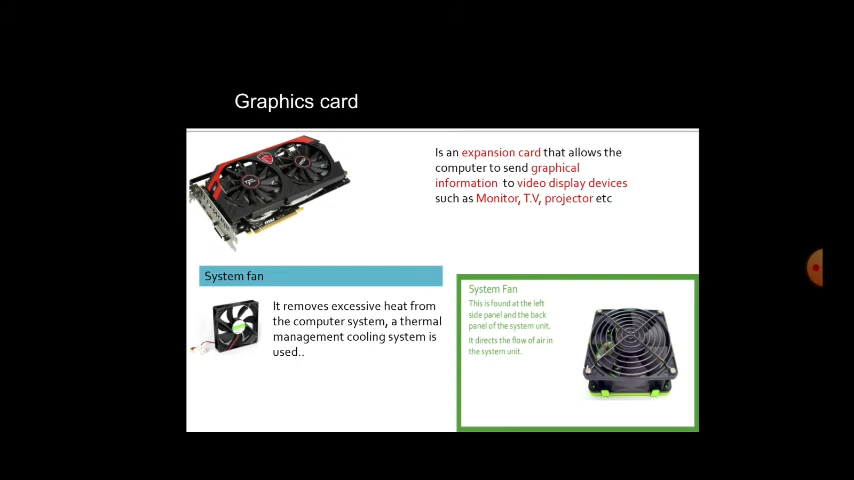 Graphics card
Is an expansion card that allows the
computer to send graphical
information to video display devices
such as Monitor, T.V, projector etc
System fan
It removes excessive heat from
the computer system, a thermal
management cooling system is
used..
System Fan
This is found at the left
side panel and the back
panel of the system unit.
It directs the flow of air in
the system unit.